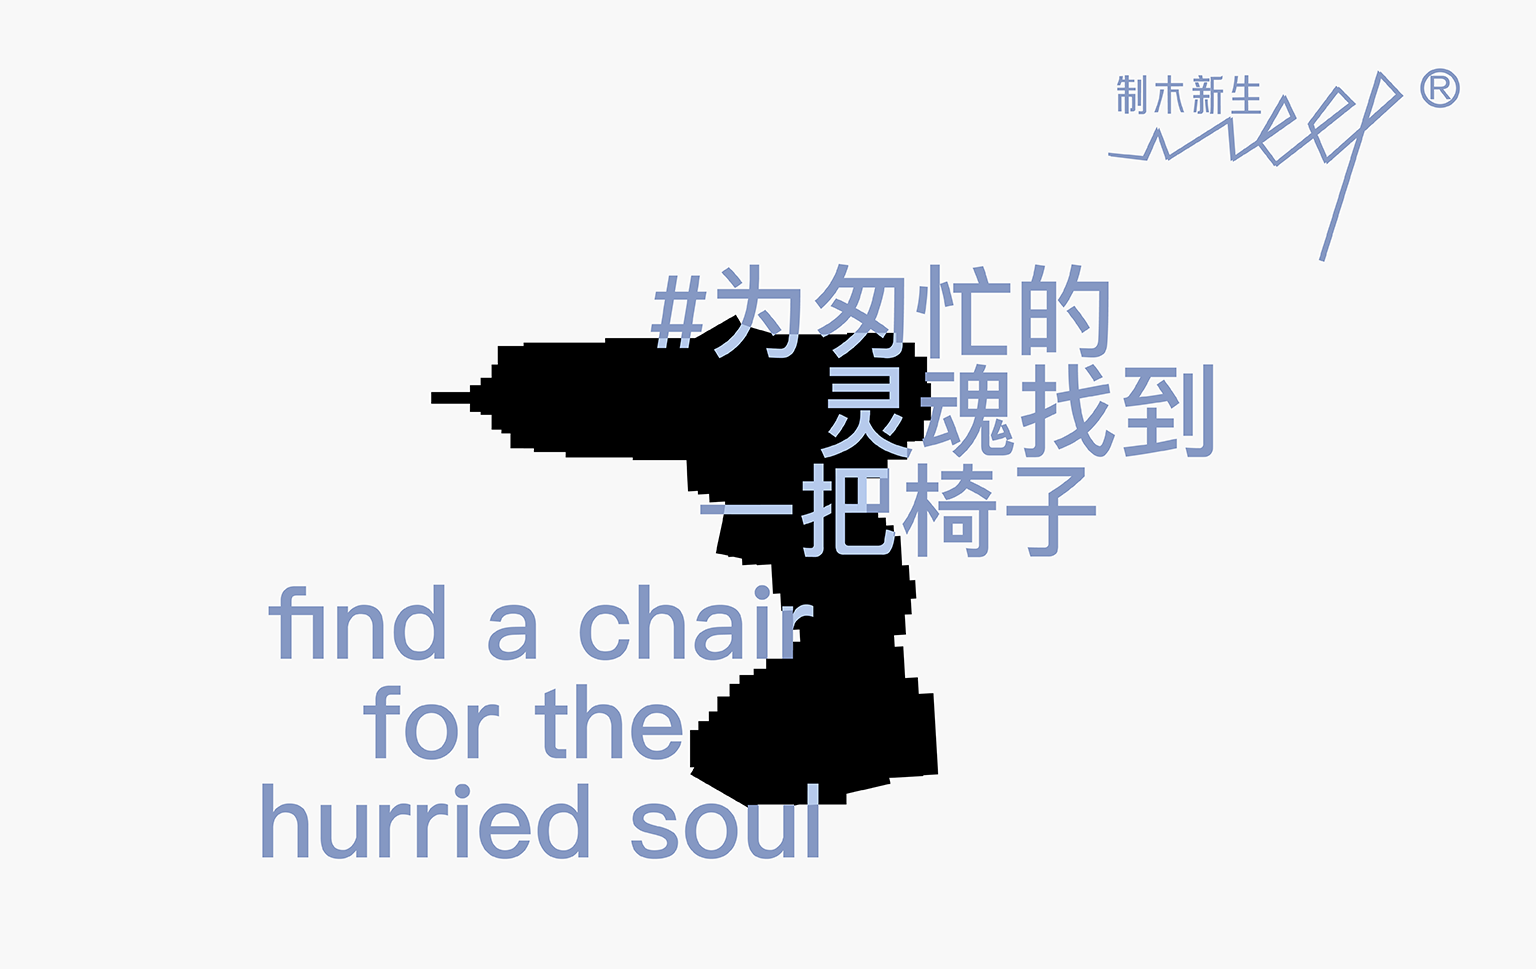 制木新生
meep®
#为匆忙的
灵魂找到
一把椅子
find a chair
for the
hurried soul